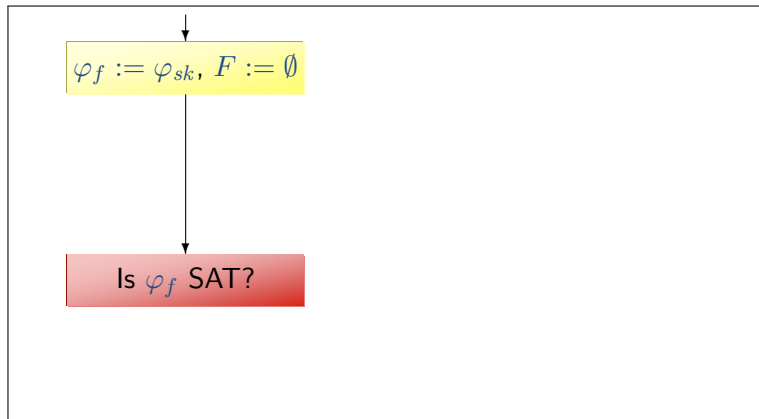 φ_f := φ_sk, F := ∅
Is φ_f SAT?